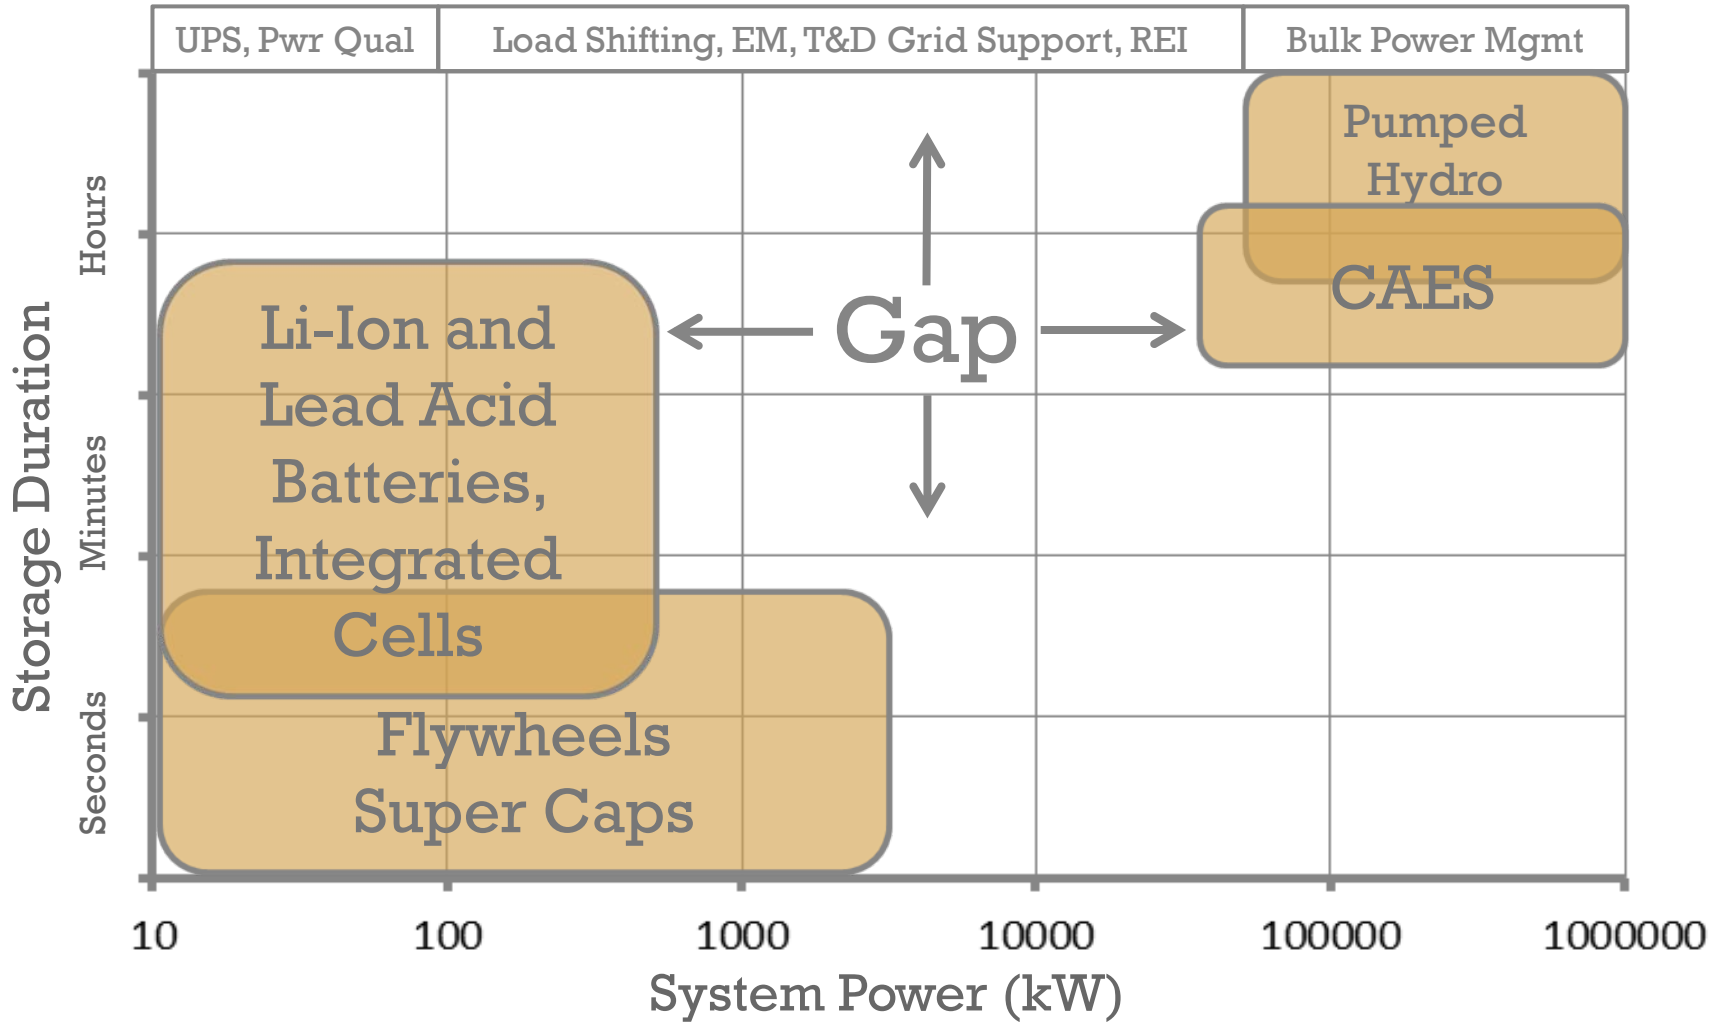 UPS, Pwr Qual
Load Shifting, EM, T&D Grid Support, REI
Bulk Power Mgmt
Pumped
Hydro
CAES
Li-Ion and
Lead Acid
Batteries,
Integrated
Cells
Gap
Flywheels
Super Caps
Storage Duration
Hours
Minutes
Seconds
10 100 1000 10000 100000 1000000
System Power (kW)